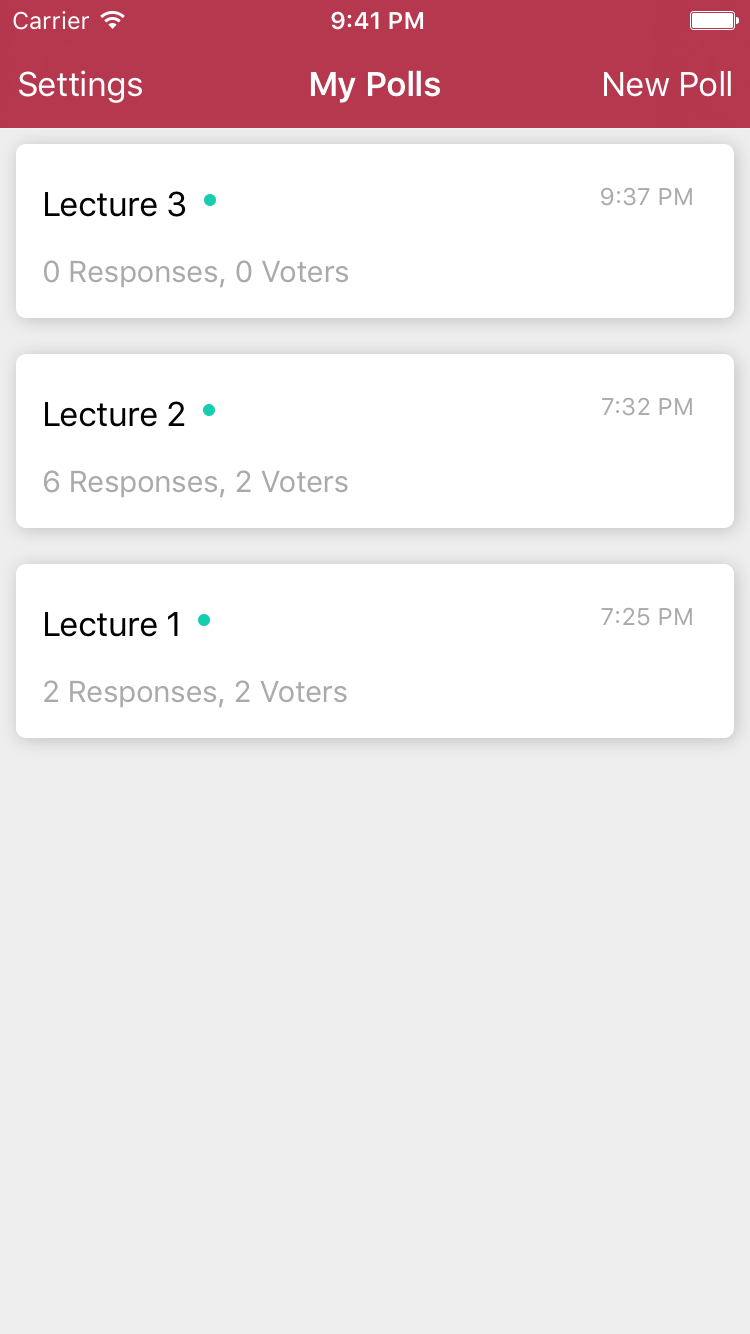 Carrier 9:41 PM
Settings My Polls New Poll
Lecture 3 9:37 PM
0 Responses, 0 Voters
Lecture 2 7:32 PM
6 Responses, 2 Voters
Lecture 1 7:25 PM
2 Responses, 2 Voters